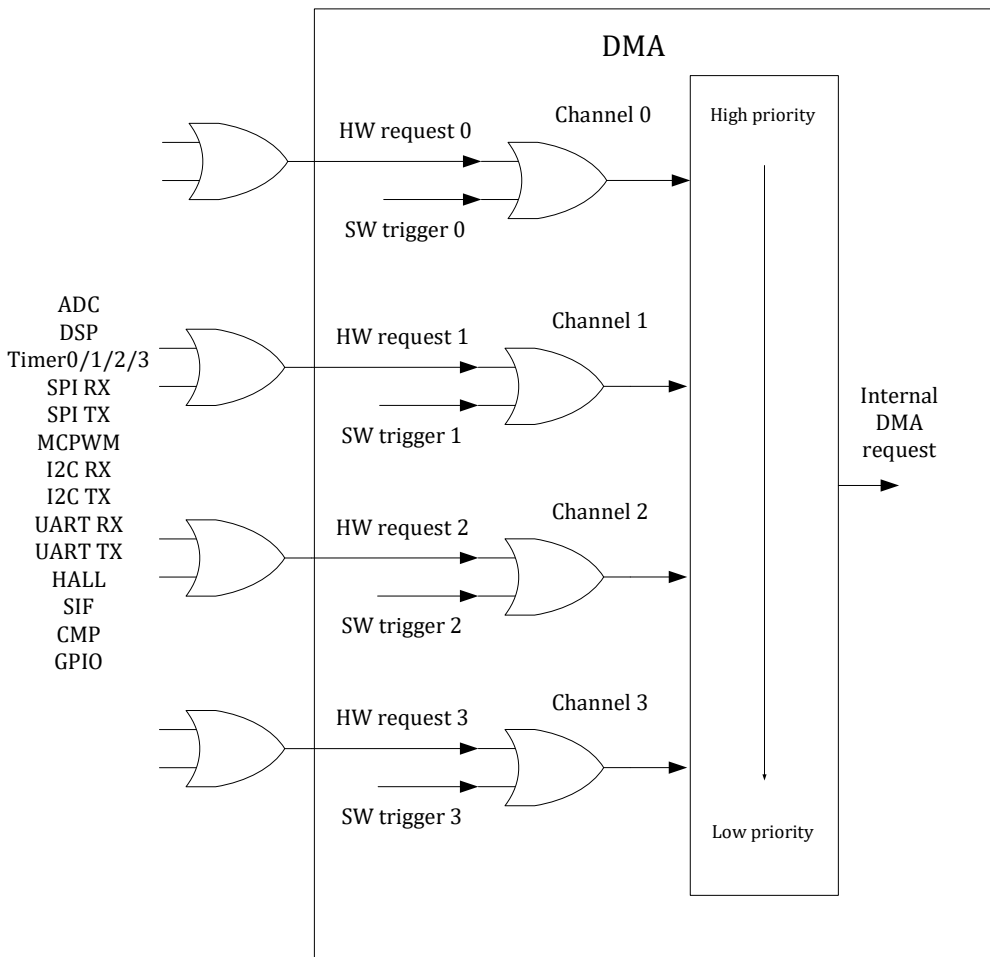 DMA
Channel 0
HW request 0
SW trigger 0
High priority
ADC
DSP
Timer0/1/2/3
SPI RX
SPI TX
MCPWM
I2C RX
I2C TX
UART RX
UART TX
HALL
SIF
CMP
GPIO
Channel 1
HW request 1
SW trigger 1
Internal
DMA
request
Channel 2
HW request 2
SW trigger 2
Channel 3
HW request 3
SW trigger 3
Low priority